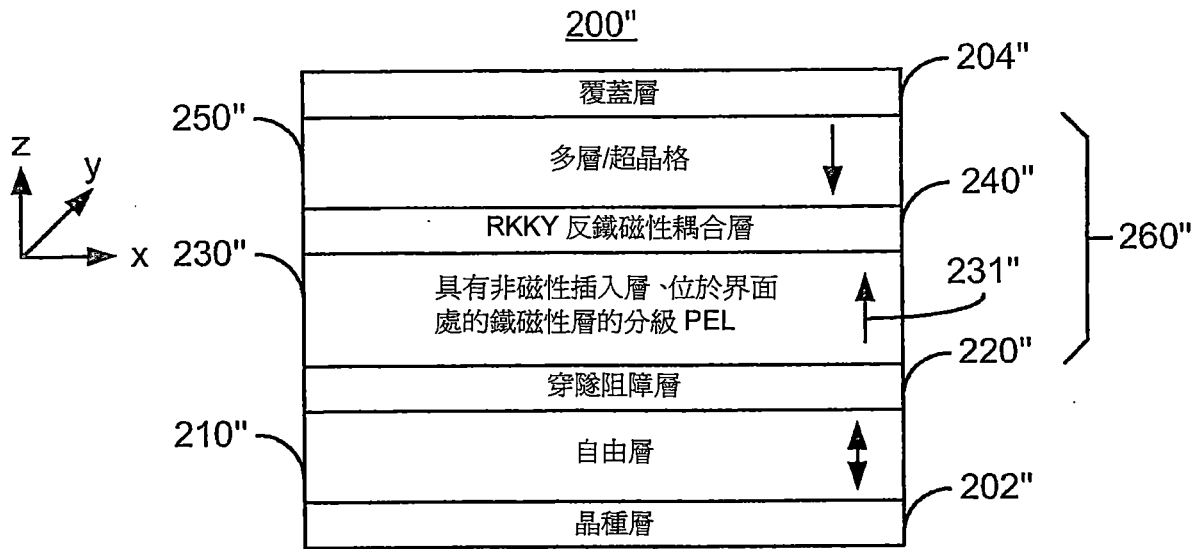 200"
覆蓋層
204"
250"
多層/超晶格
z
y
x
240"
RKKY 反鐵磁性耦合層
230"
260"
具有非磁性插入層、位於界面
處的鐵磁性層的分級 PEL
231"
220"
穿隧阻障層
210"
自由層
202"
晶種層